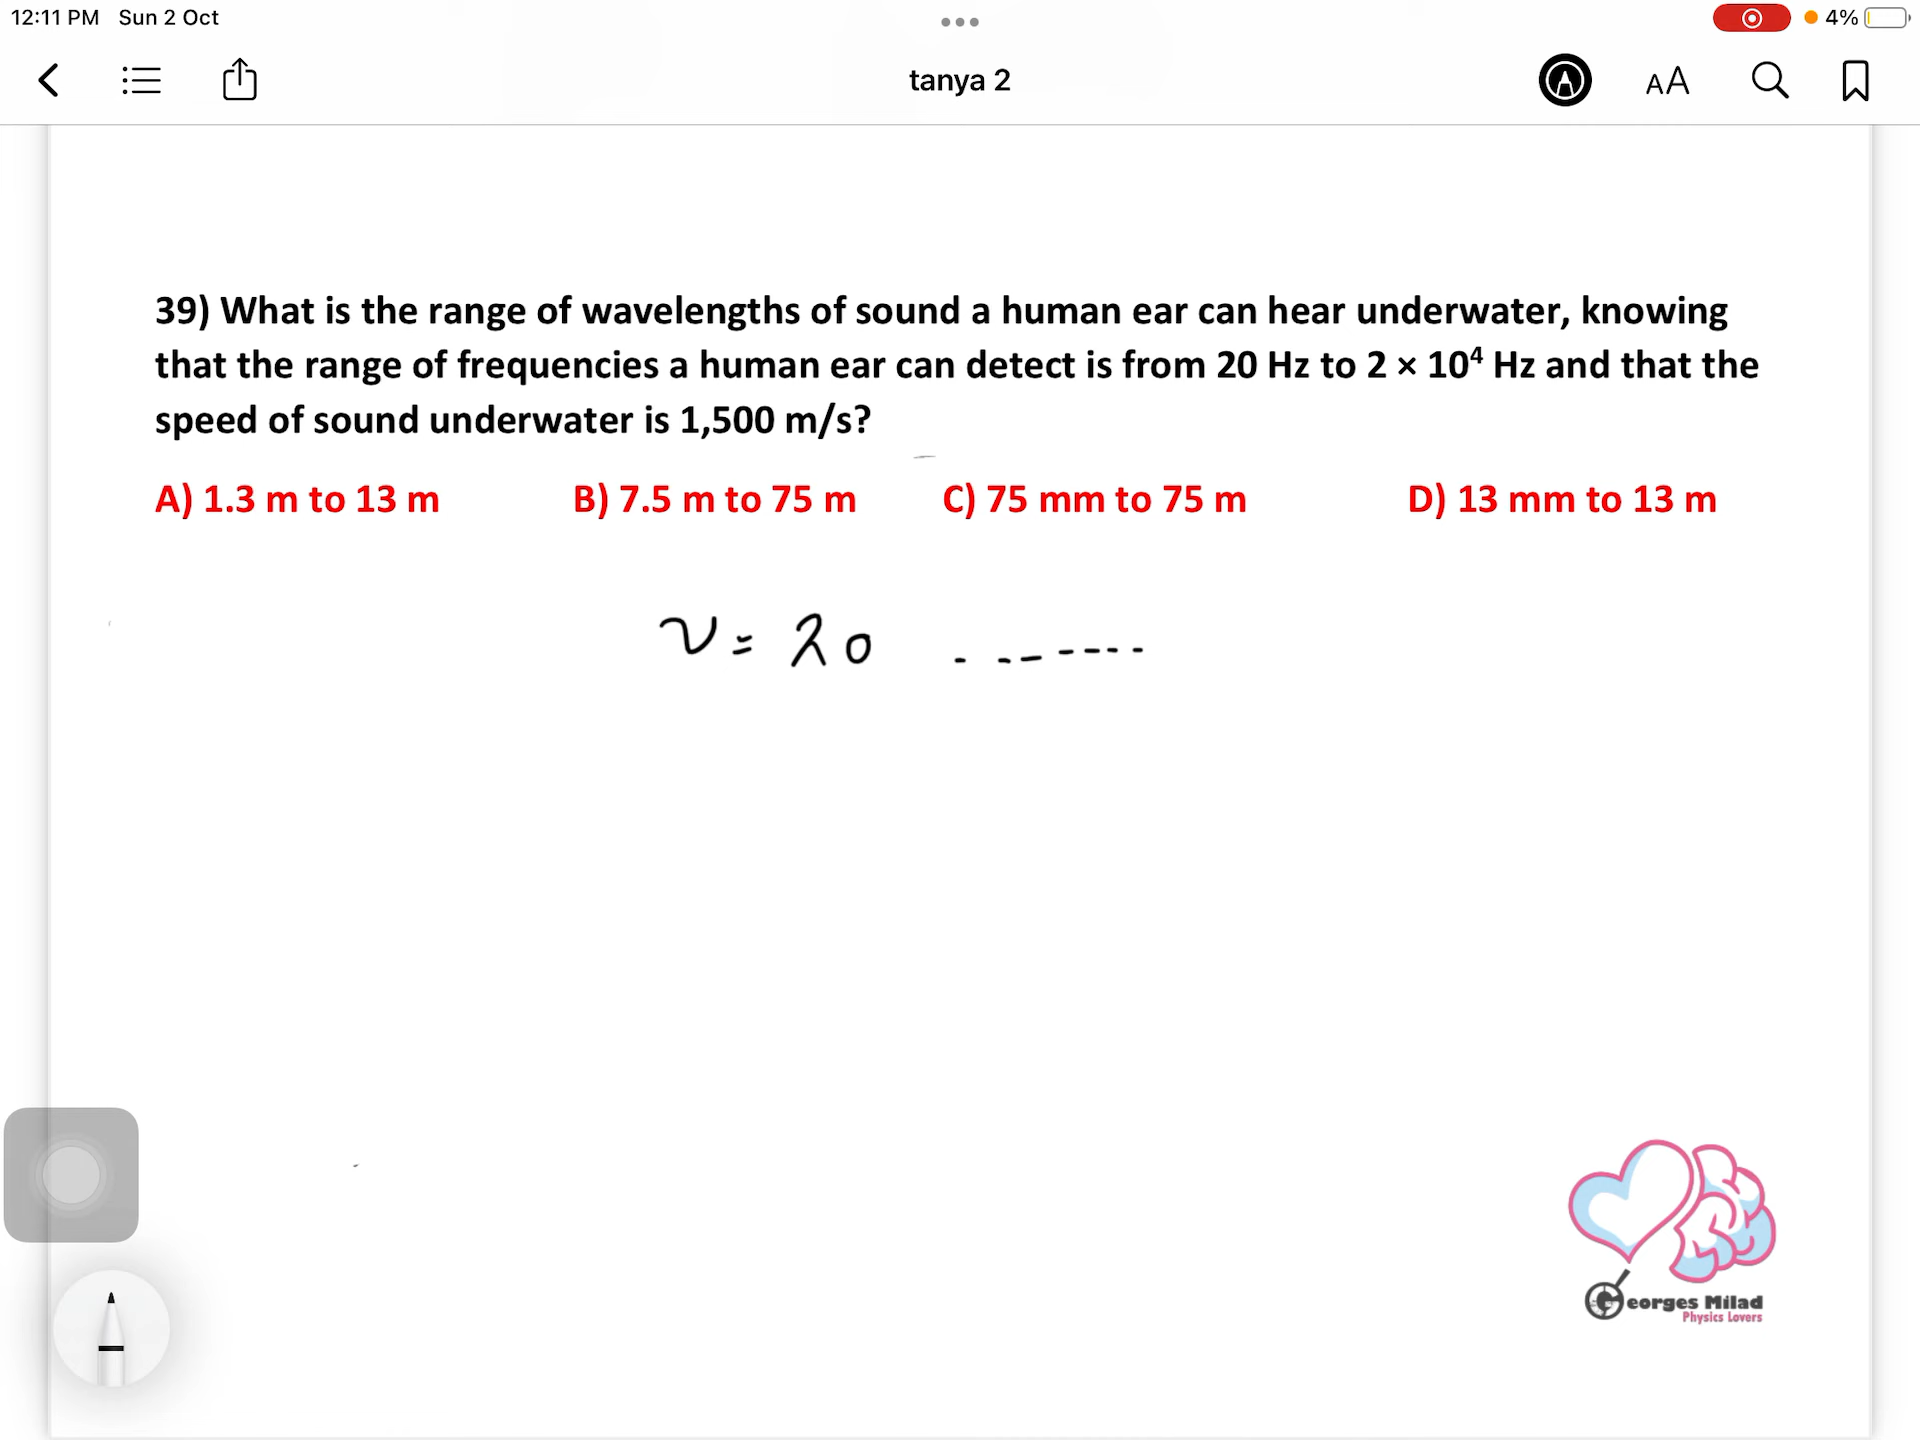 12:11 PM Sun 2 Oct
4%
tanya 2
AA
39) What is the range of wavelengths of sound a human ear can hear underwater, knowing
that the range of frequencies a human ear can detect is from 20 Hz to 2 × 10⁴ Hz and that the
speed of sound underwater is 1,500 m/s?
A) 1.3 m to 13 m B) 7.5 m to 75 m C) 75 mm to 75 m D) 13 mm to 13 m
ν = 20 - - - - - - - -
Georges Milad
Physics Lovers